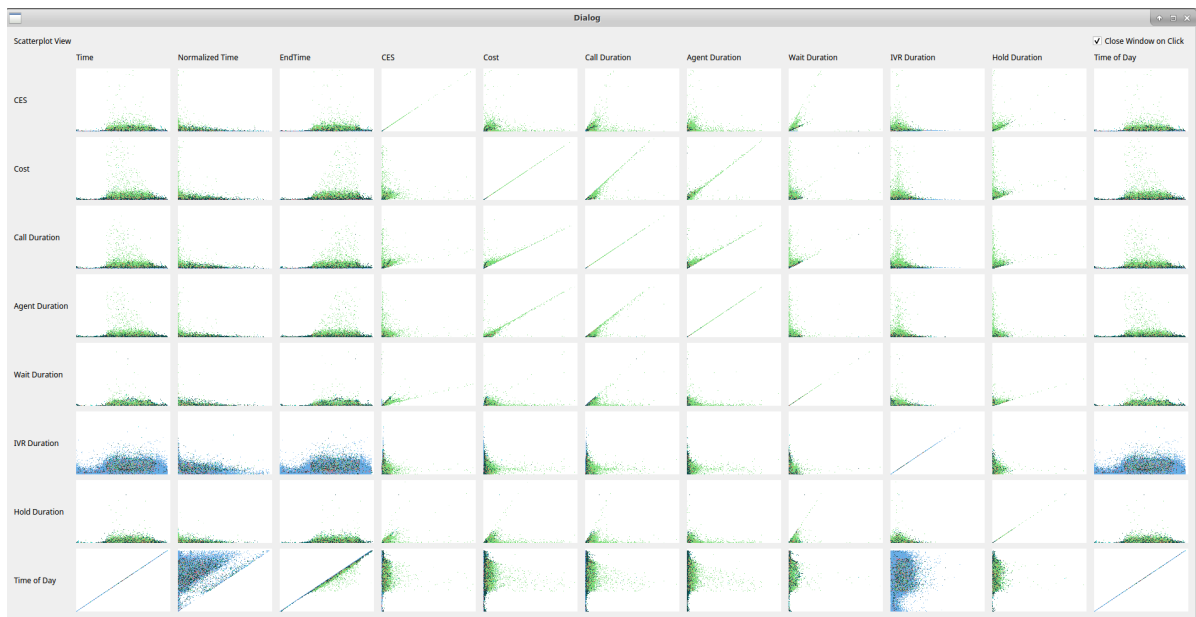 Dialog
Scatterplot View
Close Window on Click
Time Normalized Time EndTime CES Cost Call Duration Agent Duration Wait Duration IVR Duration Hold Duration Time of Day
CES
Cost
Call Duration
Agent Duration
Wait Duration
IVR Duration
Hold Duration
Time of Day